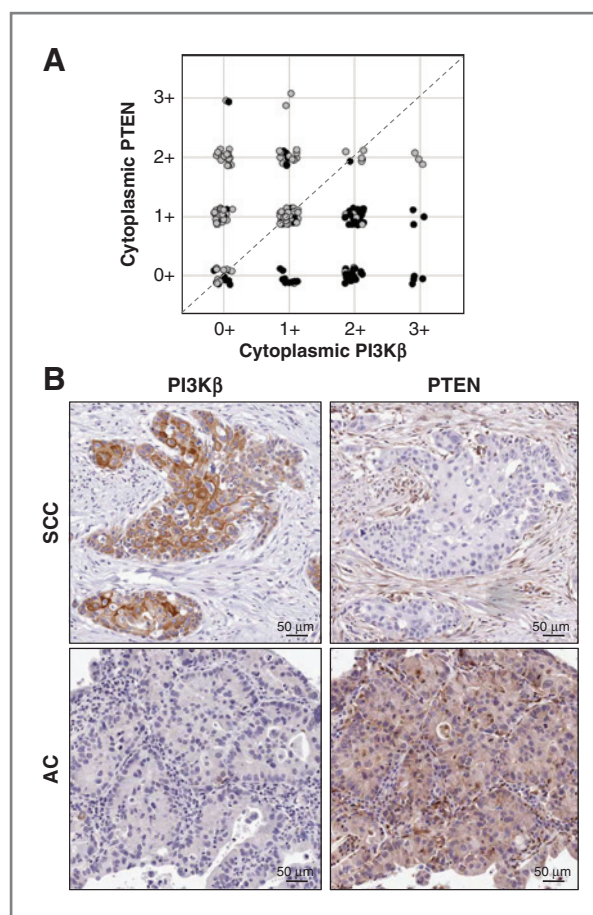 A
Cytoplasmic PTEN
3+
2+
1+
0+
0+ 1+ 2+ 3+
Cytoplasmic PI3Kβ
B
PI3Kβ PTEN
SCC
50 μm 50 μm
AC
50 μm 50 μm